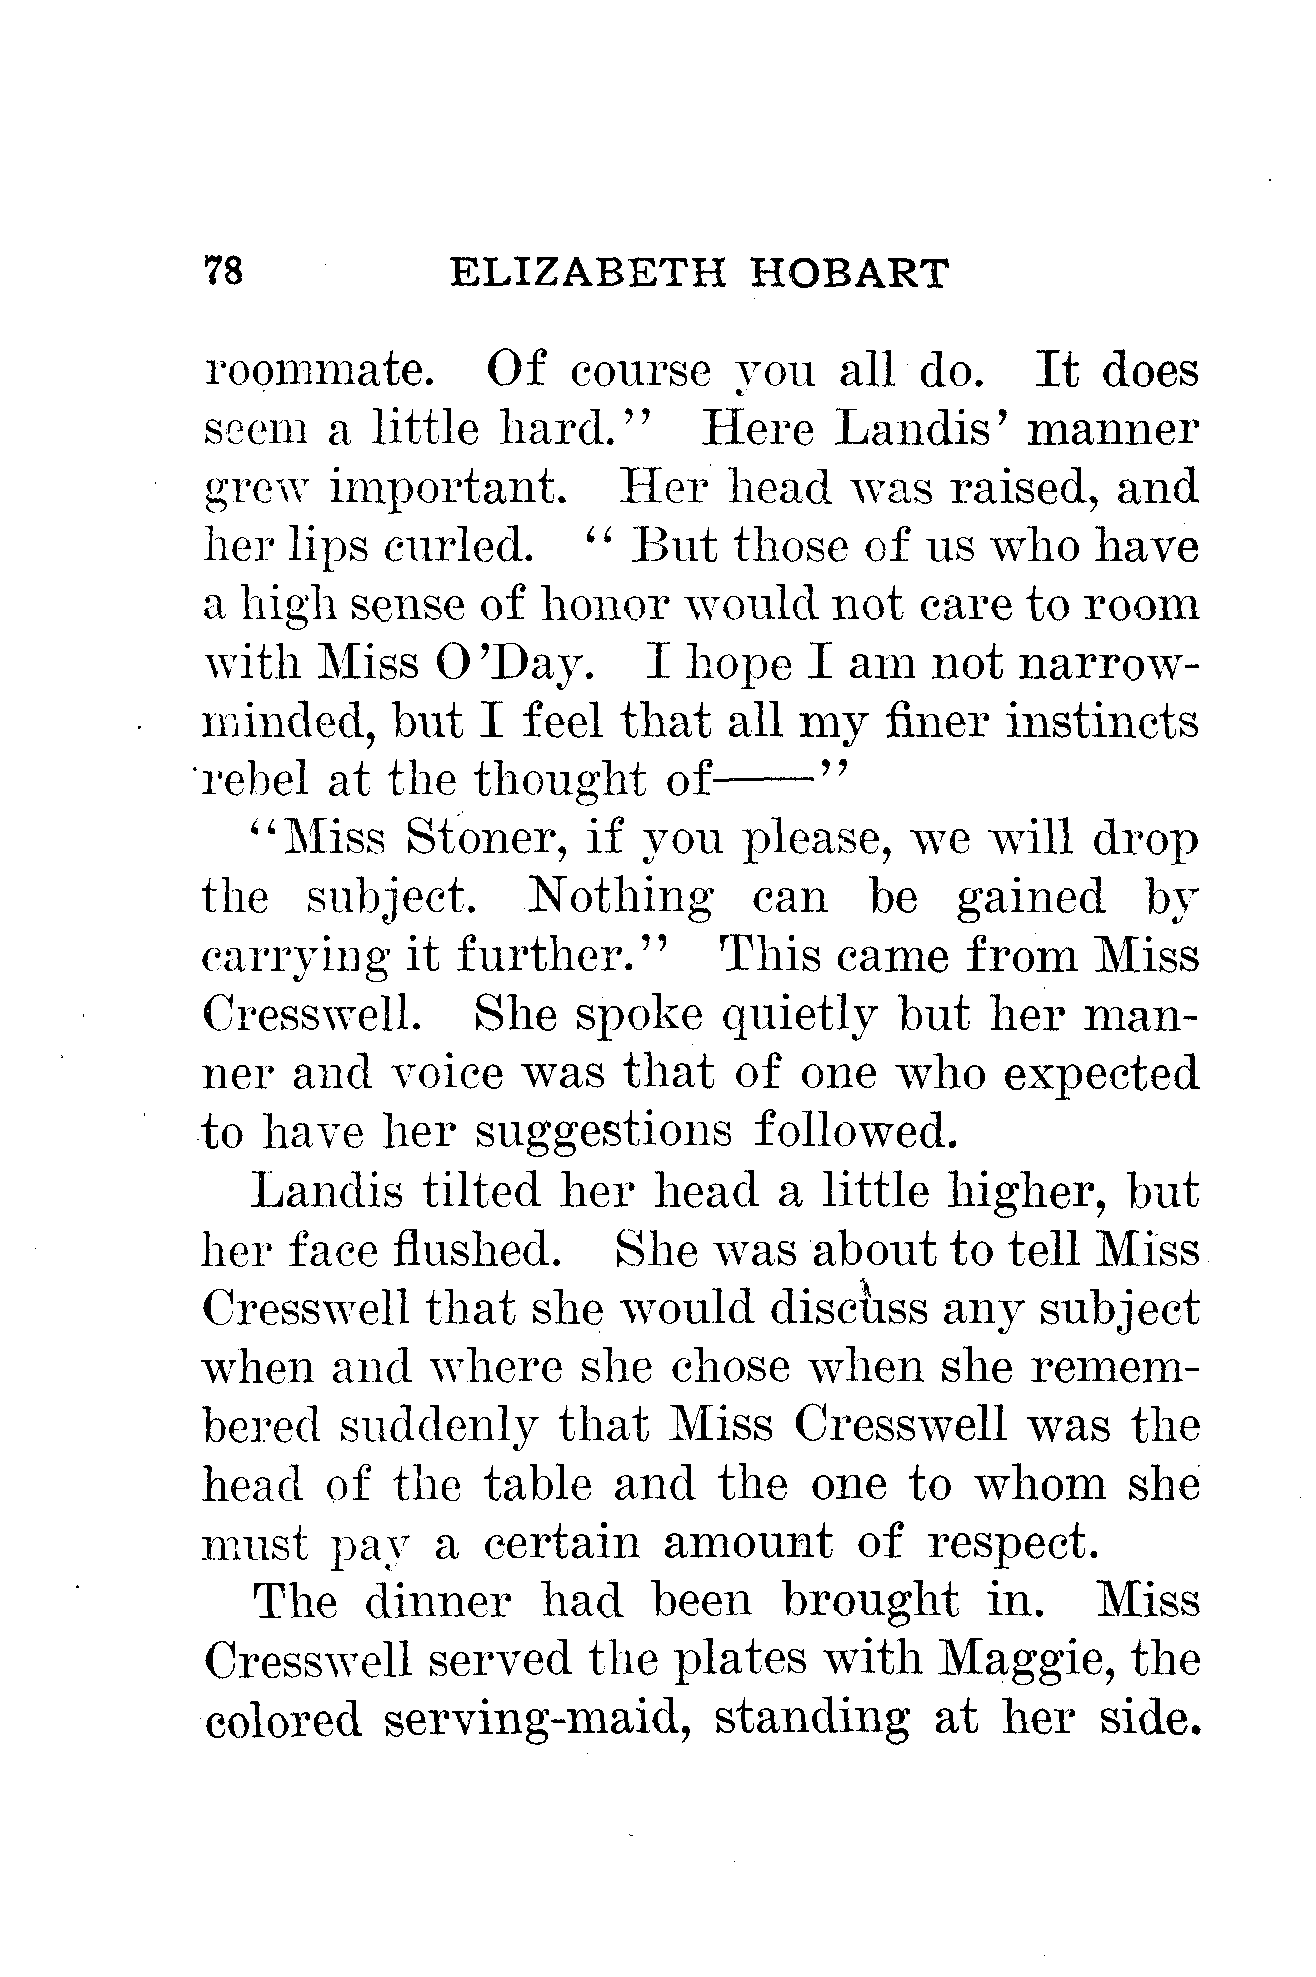 78 ELIZABETH HOBART
roommate. Of course you all do. It does
seem a little hard.” Here Landis’ manner
grew important. Her head was raised, and
her lips curled. “ But those of us who have
a high sense of honor would not care to room
with Miss O’Day. I hope I am not narrow-
minded, but I feel that all my finer instincts
rebel at the thought of——”
“Miss Stoner, if you please, we will drop
the subject. Nothing can be gained by
carrying it further.” This came from Miss
Cresswell. She spoke quietly but her man-
ner and voice was that of one who expected
to have her suggestions followed.
Landis tilted her head a little higher, but
her face flushed. She was about to tell Miss
Cresswell that she would discuss any subject
when and where she chose when she remem-
bered suddenly that Miss Cresswell was the
head of the table and the one to whom she
must pay a certain amount of respect.
The dinner had been brought in. Miss
Cresswell served the plates with Maggie, the
colored serving-maid, standing at her side.